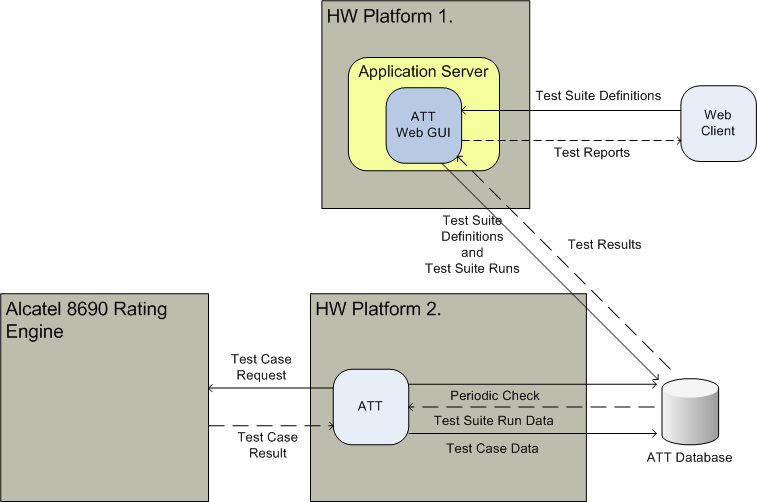 HW Platform 1.
Application Server
ATT
Web GUI
Test Suite Definitions
Web
Client
Test Reports
Test Suite
Definitions
and
Test Suite Runs
Test Results
Alcatel 8690 Rating
Engine
HW Platform 2.
Test Case
Request
ATT
Periodic Check
Test Suite Run Data
Test Case
Result
Test Case Data
ATT Database